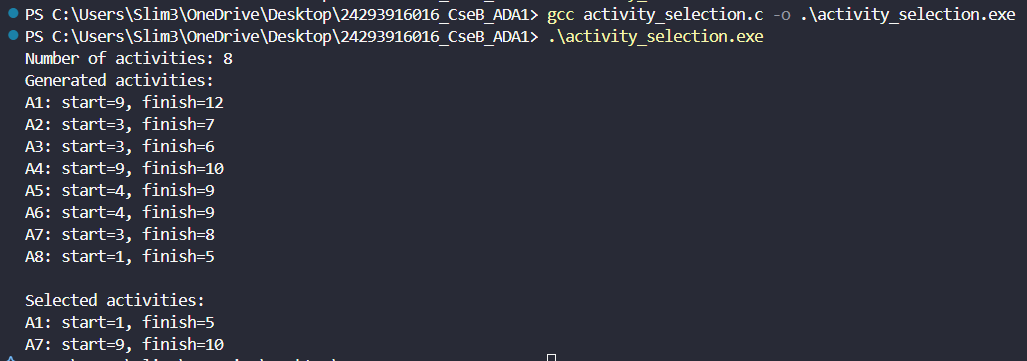 PS C:\Users\Slim3\OneDrive\Desktop\24293916016_CseB_ADA1> gcc activity_selection.c -o .\activity_selection.exe
PS C:\Users\Slim3\OneDrive\Desktop\24293916016_CseB_ADA1> .\activity_selection.exe
Number of activities: 8
Generated activities:
A1: start=9, finish=12
A2: start=3, finish=7
A3: start=3, finish=6
A4: start=9, finish=10
A5: start=4, finish=9
A6: start=4, finish=9
A7: start=3, finish=8
A8: start=1, finish=5
Selected activities:
A1: start=1, finish=5
A7: start=9, finish=10